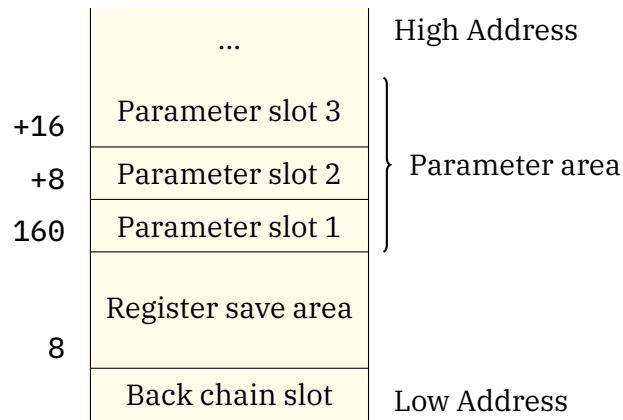 High Address
...
Parameter slot 3
+16
Parameter area
Parameter slot 2
+8
Parameter slot 1
160
Register save area
8
Back chain slot
Low Address